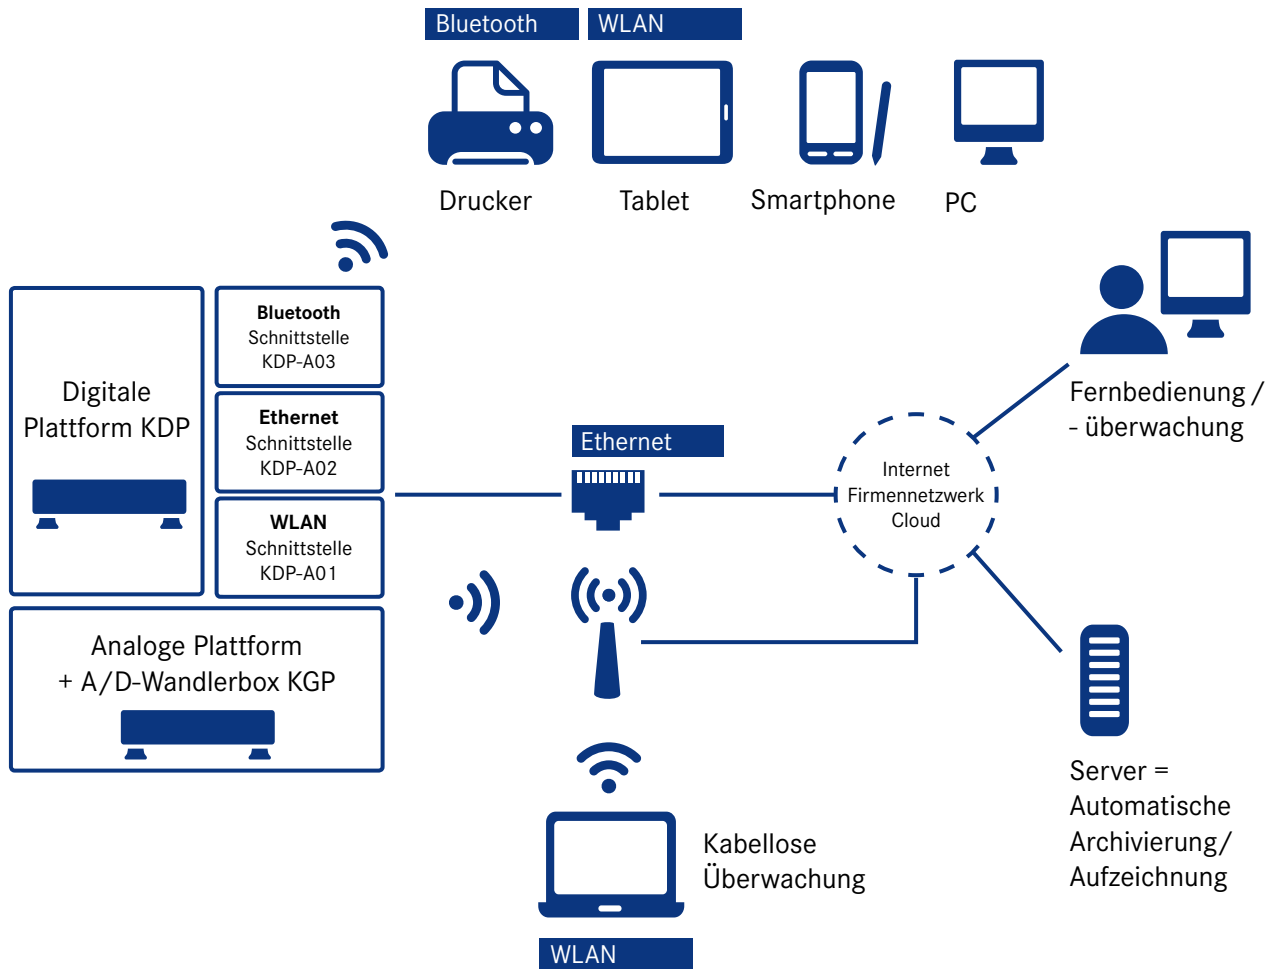 Bluetooth
WLAN
Drucker
Tablet
Smartphone
PC
Digitale
Plattform KDP
Bluetooth
Schnittstelle
KDP-A03
Ethernet
Schnittstelle
KDP-A02
WLAN
Schnittstelle
KDP-A01
Analoge Plattform
+ A/D-Wandlerbox KGP
Ethernet
Internet
Firmennetzwerk
Cloud
Fernbedienung /
- überwachung
Server =
Automatische
Archivierung/
Aufzeichnung
Kabellose
Überwachung
WLAN